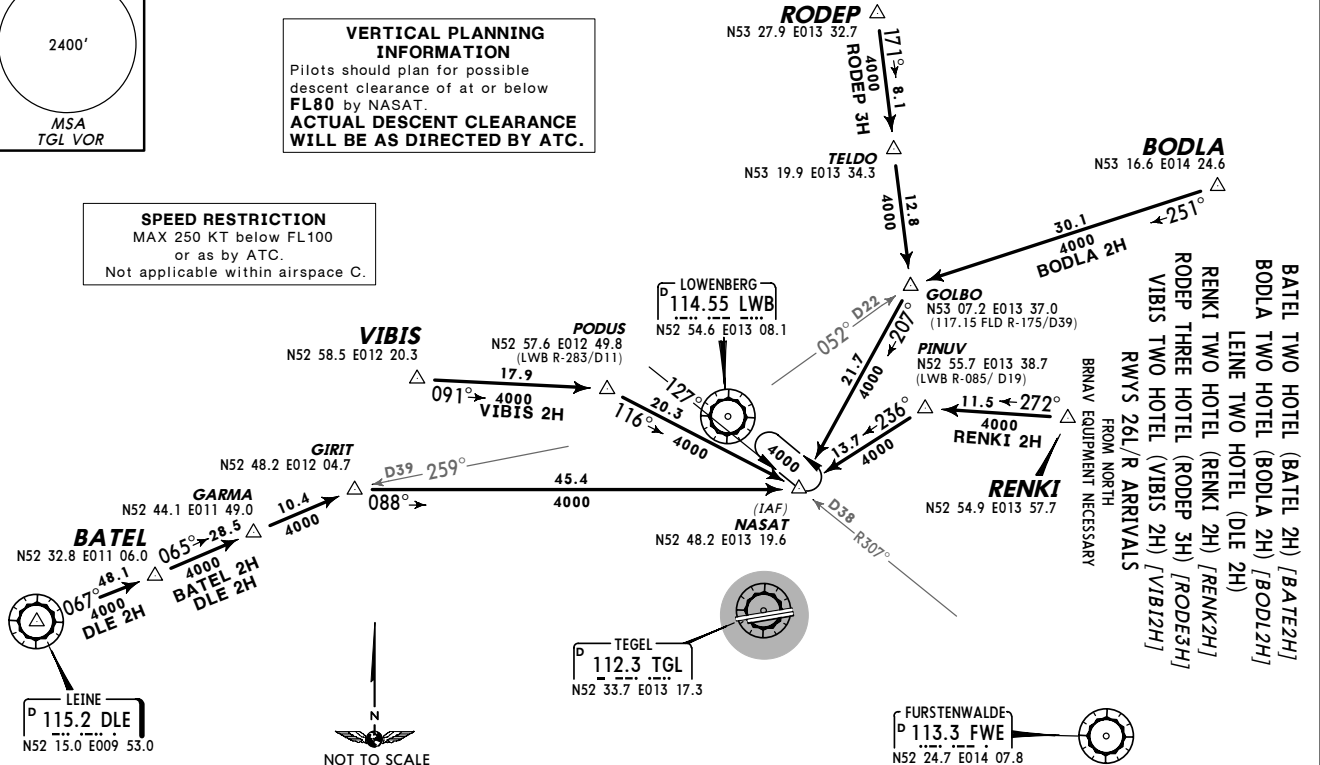 2400'
MSA
TGL VOR
VERTICAL PLANNING
INFORMATION
Pilots should plan for possible
descent clearance of at or below
FL80 by NASAT.
ACTUAL DESCENT CLEARANCE
WILL BE AS DIRECTED BY ATC.
SPEED RESTRICTION
MAX 250 KT below FL100
or as by ATC.
Not applicable within airspace C.
RODEP
N53 27.9 E013 32.7
171°
8.1
4000
RODEP 3H
TELDO
N53 19.9 E013 34.3
12.8
4000
BODLA
N53 16.6 E014 24.6
251°
30.1
4000
BODLA 2H
GOLBO
N53 07.2 E013 37.0
(117.15 FLD R-175/D39)
207°
21.7
4000
052° D22
LOWENBERG
D 114.55 LWB
N52 54.6 E013 08.1
VIBIS
N52 58.5 E012 20.3
PODUS
N52 57.6 E012 49.8
(LWB R-283/D11)
17.9
091°
4000
VIBIS 2H
127°
20.3
116°
4000
PINUV
N52 55.7 E013 38.7
(LWB R-085/ D19)
11.5
272°
4000
RENKI 2H
236°
13.7
4000
RENKI
N52 54.9 E013 57.7
4000
GIRIT
N52 48.2 E012 04.7
D39 259°
45.4
088°
4000
(IAF)
NASAT
N52 48.2 E013 19.6
D38
R307°
GARMA
N52 44.1 E011 49.0
10.4
4000
BATEL
N52 32.8 E011 06.0
065°
28.5
4000
BATEL 2H
DLE 2H
067°
48.1
4000
DLE 2H
LEINE
D 115.2 DLE
N52 15.0 E009 53.0
N
NOT TO SCALE
TEGEL
D 112.3 TGL
N52 33.7 E013 17.3
FURSTENWALDE
D 113.3 FWE
N52 24.7 E014 07.8
BATEL TWO HOTEL (BATEL 2H) [BATE2H]
BODLA TWO HOTEL (BODLA 2H) [BODL2H]
LEINE TWO HOTEL (DLE 2H)
RENKI TWO HOTEL (RENKI 2H) [RENK2H]
RODEP THREE HOTEL (RODEP 3H) [RODE3H]
VIBIS TWO HOTEL (VIBIS 2H) [VIBI2H]
RWYS 26L/R ARRIVALS
FROM NORTH
BRNAV EQUIPMENT NECESSARY